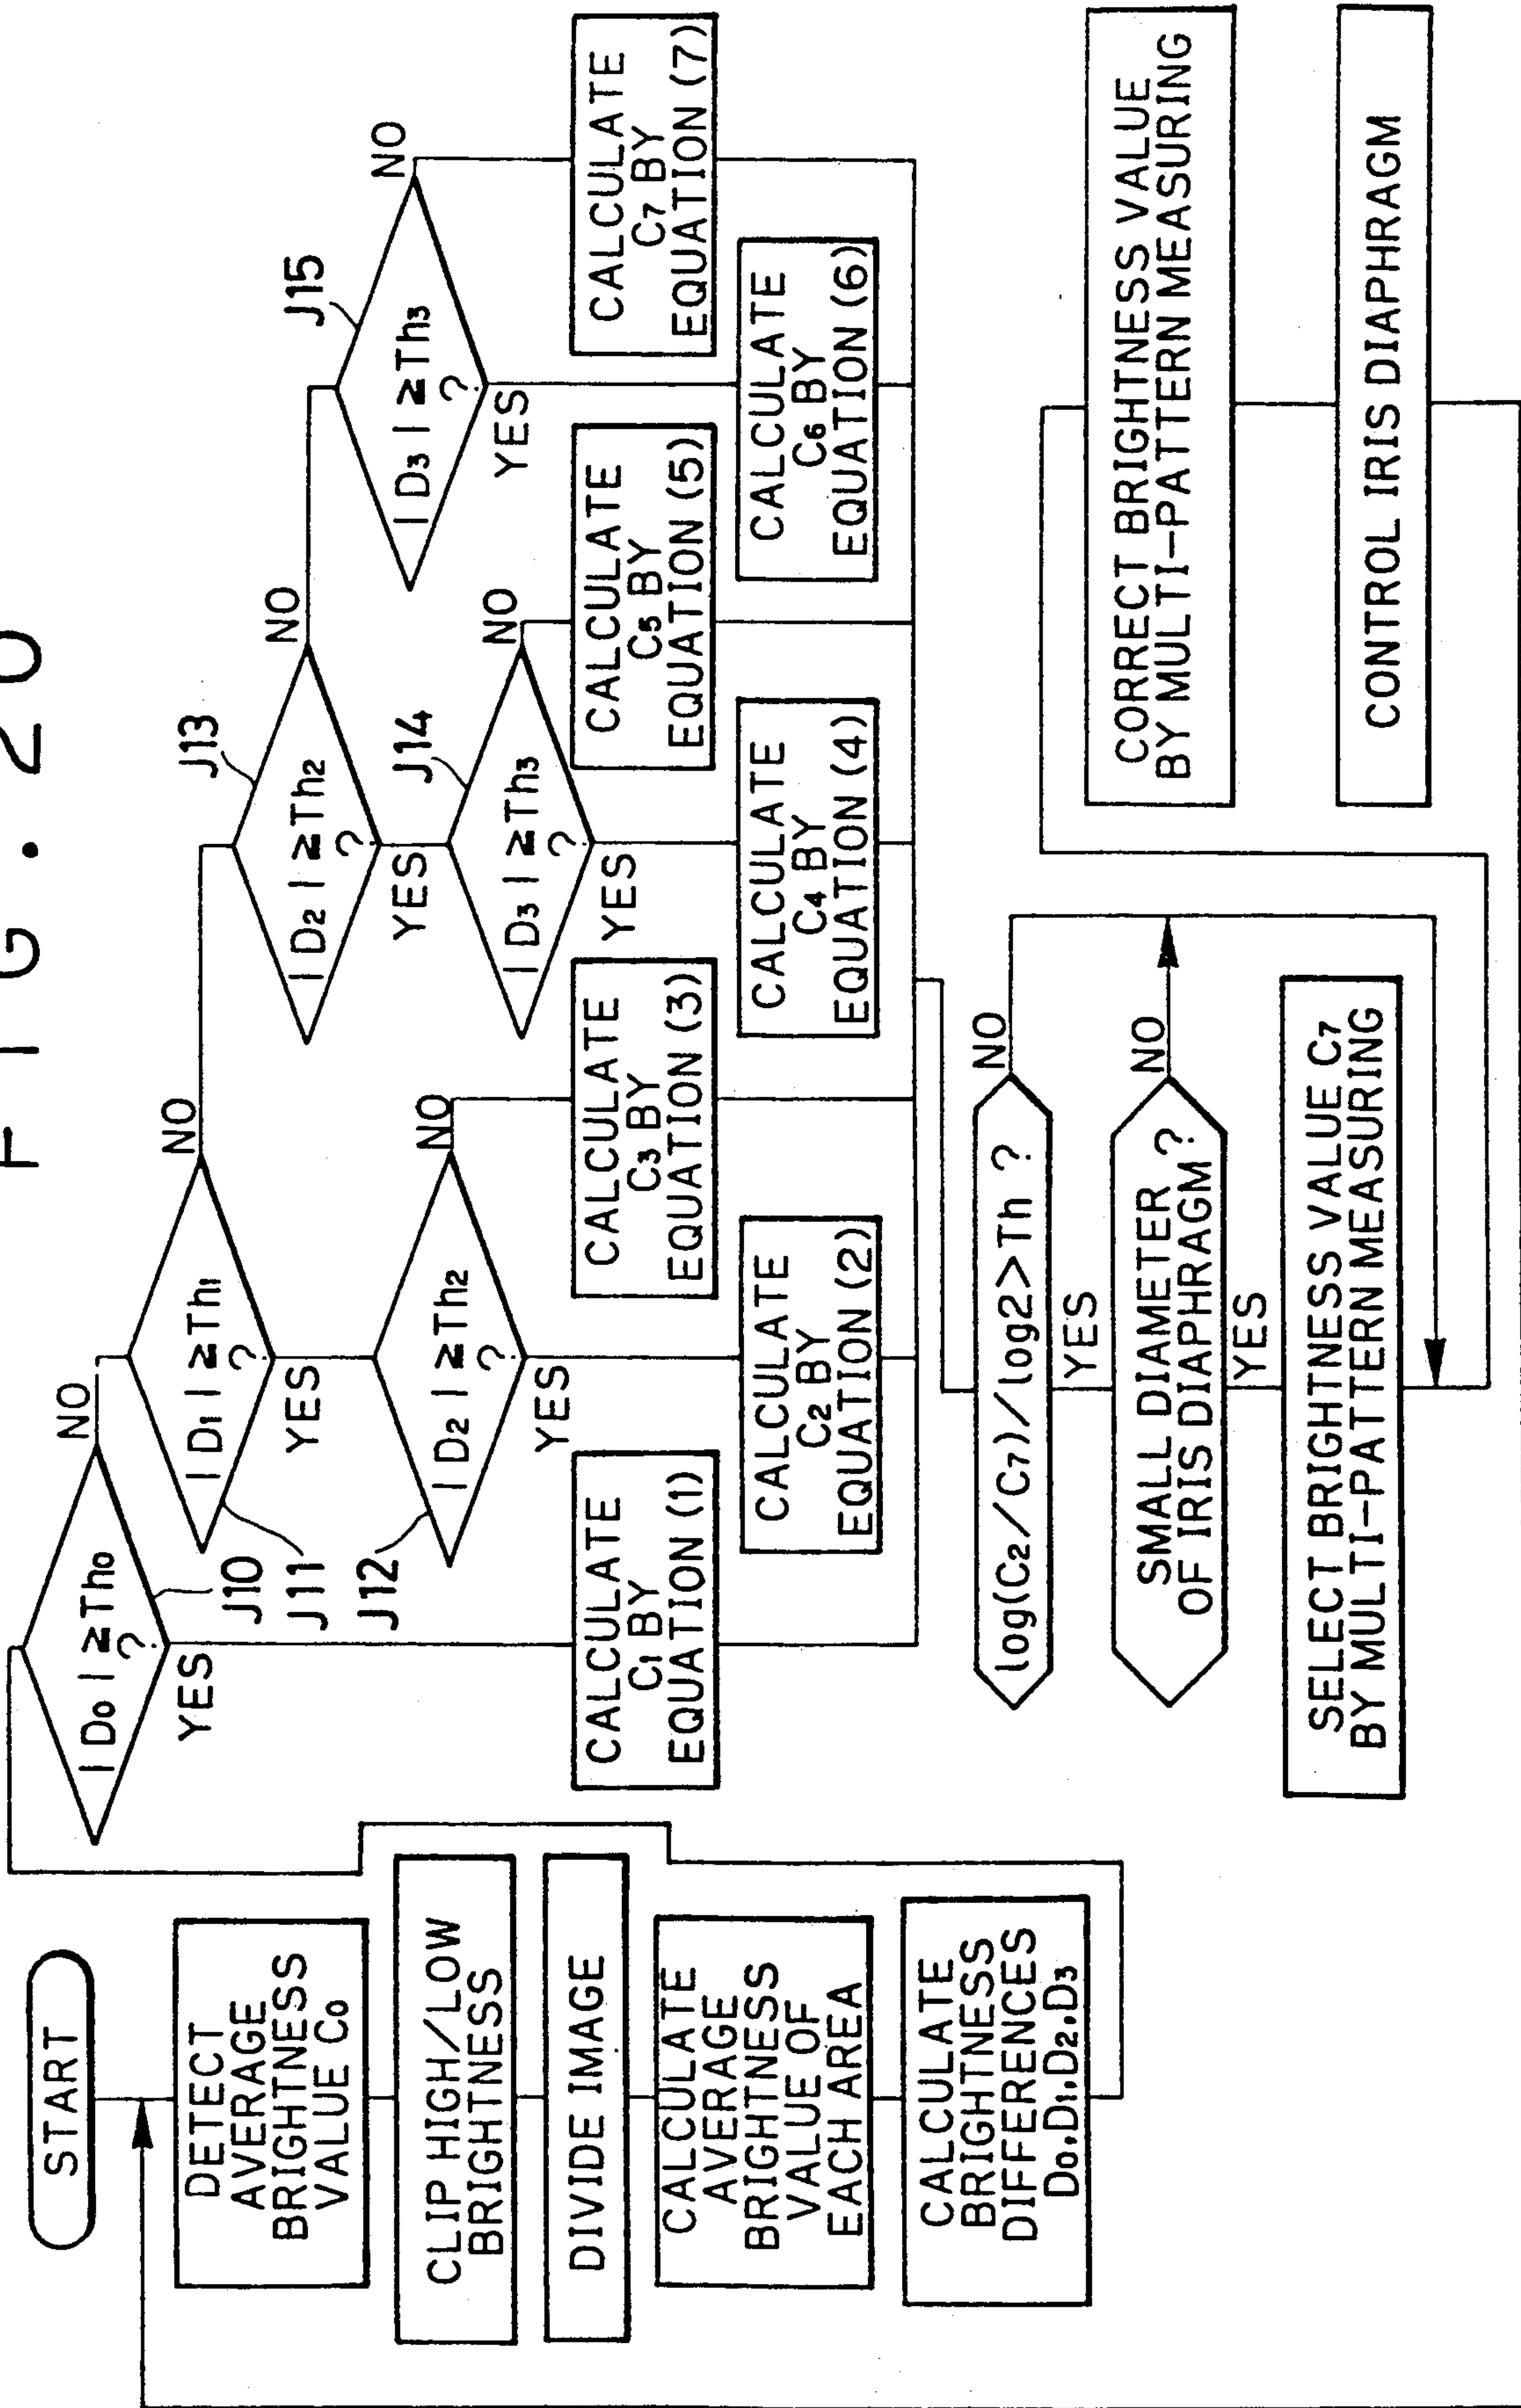 FIG. 20
START
DETECT
AVERAGE
BRIGHTNESS
VALUE C0
CLIP HIGH/LOW
BRIGHTNESS
DIVIDE IMAGE
CALCULATE
AVERAGE
BRIGHTNESS
VALUE OF
EACH AREA
CALCULATE
BRIGHTNESS
DIFFERENCES
D0.D1.D2.D3
|D0|≥Th0
?
NO
YES
J10
|D1|≥Th1
?
NO
YES
J11
|D2|≥Th2
?
NO
YES
J12
|D2|≥Th2
?
NO
YES
J13
|D3|≥Th3
?
NO
YES
J14
|D3|≥Th3
?
NO
YES
J15
CALCULATE
C1 BY
EQUATION (1)
CALCULATE
C2 BY
EQUATION (2)
CALCULATE
C3 BY
EQUATION (3)
CALCULATE
C4 BY
EQUATION (4)
CALCULATE
C5 BY
EQUATION (5)
CALCULATE
C6 BY
EQUATION (6)
CALCULATE
C7 BY
EQUATION (7)
log(C2/C7)/log2>Th ?
NO
YES
SMALL DIAMETER
OF IRIS DIAPHRAGM?
NO
YES
SELECT BRIGHTNESS VALUE C7
BY MULTI-PATTERN MEASURING
CORRECT BRIGHTNESS VALUE
BY MULTI-PATTERN MEASURING
CONTROL IRIS DIAPHRAGM